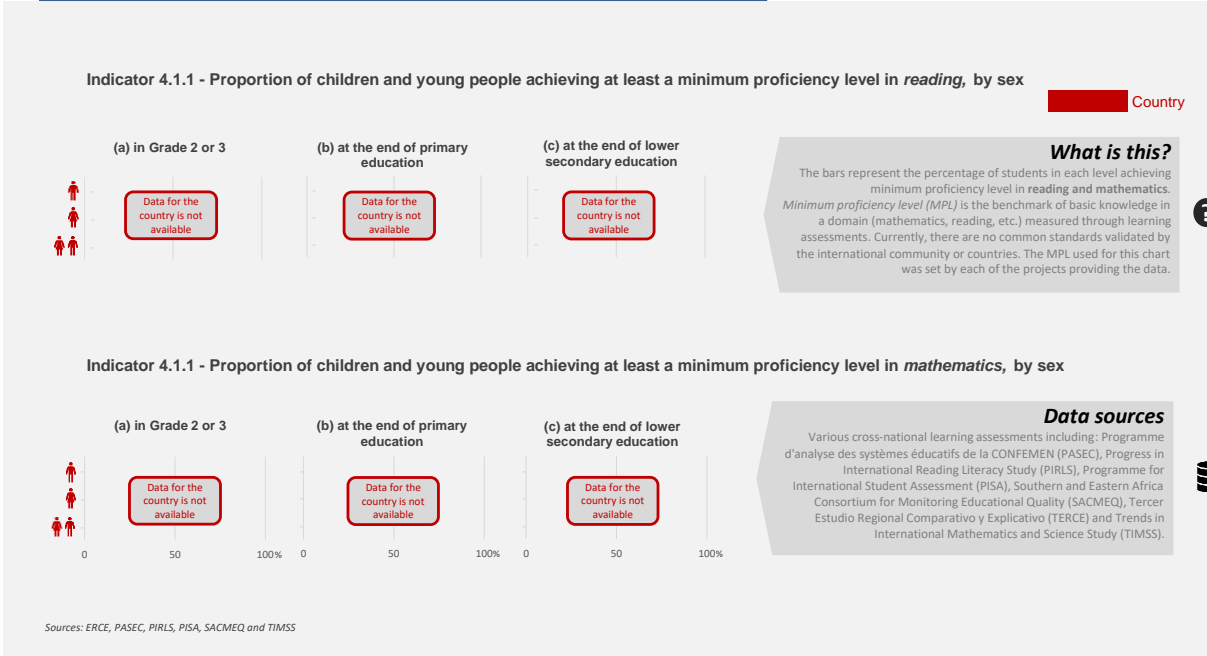 Indicator 4.1.1 - Proportion of children and young people achieving at least a minimum proficiency level in reading, by sex
Country
(a) in Grade 2 or 3
(b) at the end of primary
education
(c) at the end of lower
secondary education
Data for the
country is not
available
Data for the
country is not
available
Data for the
country is not
available
What is this?
The bars represent the percentage of students in each level achieving
minimum proficiency level in reading and mathematics.
Minimum proficiency level (MPL) is the benchmark of basic knowledge in
a domain (mathematics, reading, etc.) measured through learning
assessments. Currently, there are no common standards validated by
the international community or countries. The MPL used for this chart
was set by each of the projects providing the data.
?
Indicator 4.1.1 - Proportion of children and young people achieving at least a minimum proficiency level in mathematics, by sex
(a) in Grade 2 or 3
(b) at the end of primary
education
(c) at the end of lower
secondary education
Data for the
country is not
available
Data for the
country is not
available
Data for the
country is not
available
0 50 100% 0 50 100% 0 50 100%
Data sources
Various cross-national learning assessments including: Programme
d'analyse des systèmes éducatifs de la CONFEMEN (PASEC), Progress in
International Reading Literacy Study (PIRLS), Programme for
International Student Assessment (PISA), Southern and Eastern Africa
Consortium for Monitoring Educational Quality (SACMEQ), Tercer
Estudio Regional Comparativo y Explicativo (TERCE) and Trends in
International Mathematics and Science Study (TIMSS).
Sources: ERCE, PASEC, PIRLS, PISA, SACMEQ and TIMSS